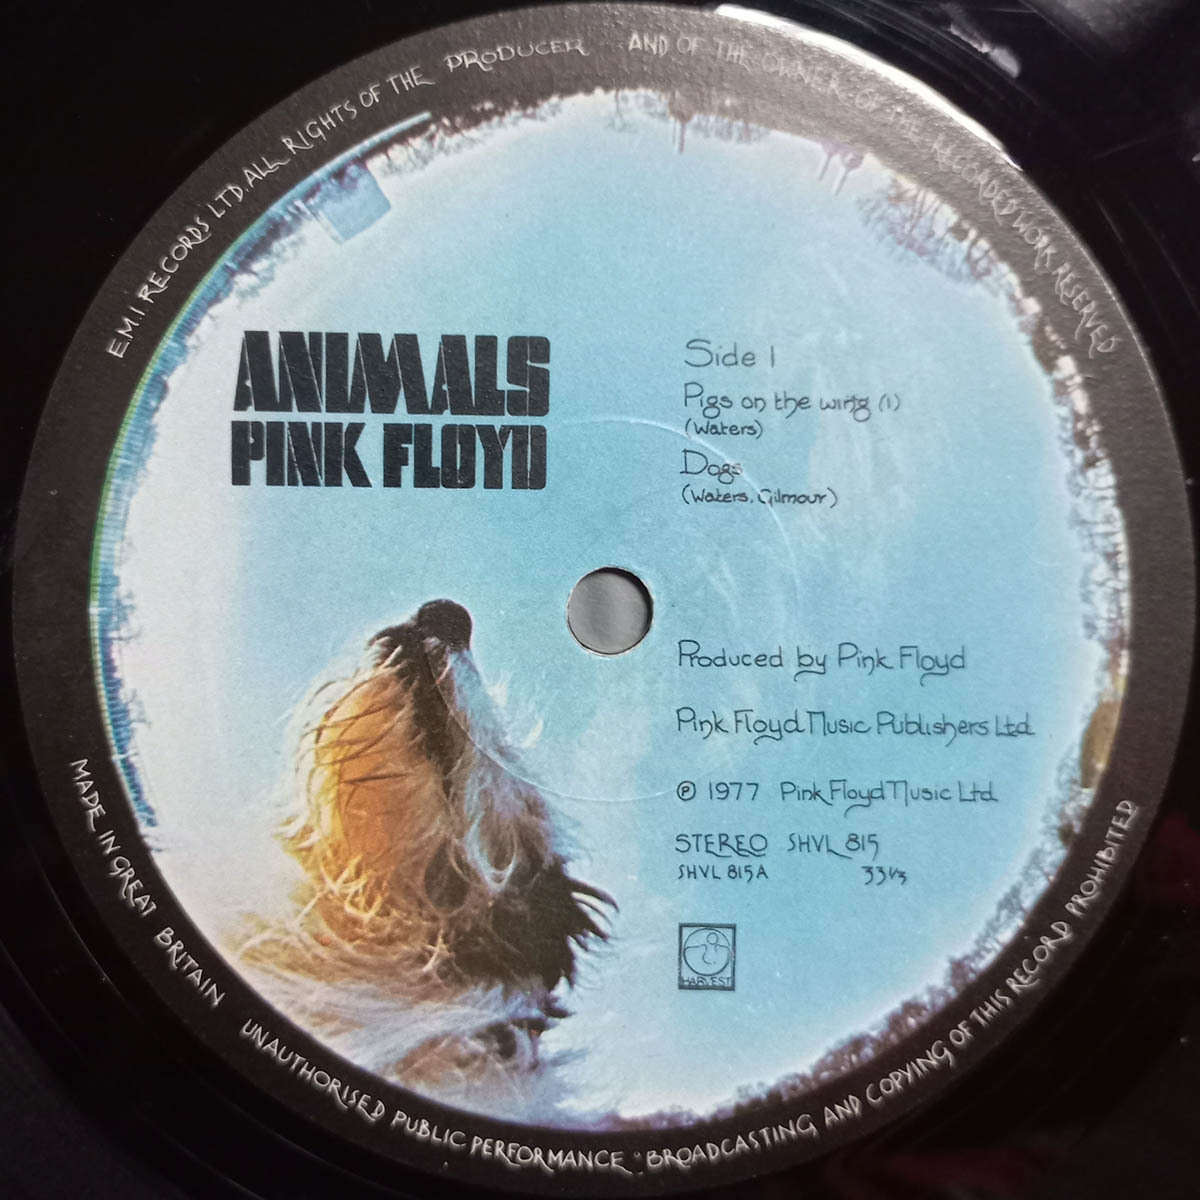 E.M.I RECORDS LTD. ALL RIGHTS OF THE PRODUCER AND OF THE OWNER OF THE RECORDED WORK RESERVED
ANIMALS
PINK FLOYD
Side 1
Pigs on the wing (1)
(Waters)
Dogs
(Waters, Gilmour)
Produced by Pink Floyd
Pink Floyd Music Publishers Ltd
℗ 1977 Pink Floyd Music Ltd
STEREO SHVL 815
SHVL 815A 33 1/3
HARVEST
MADE IN GREAT BRITAIN UNAUTHORISED PUBLIC PERFORMANCE • BROADCASTING AND COPYING OF THIS RECORD PROHIBITED